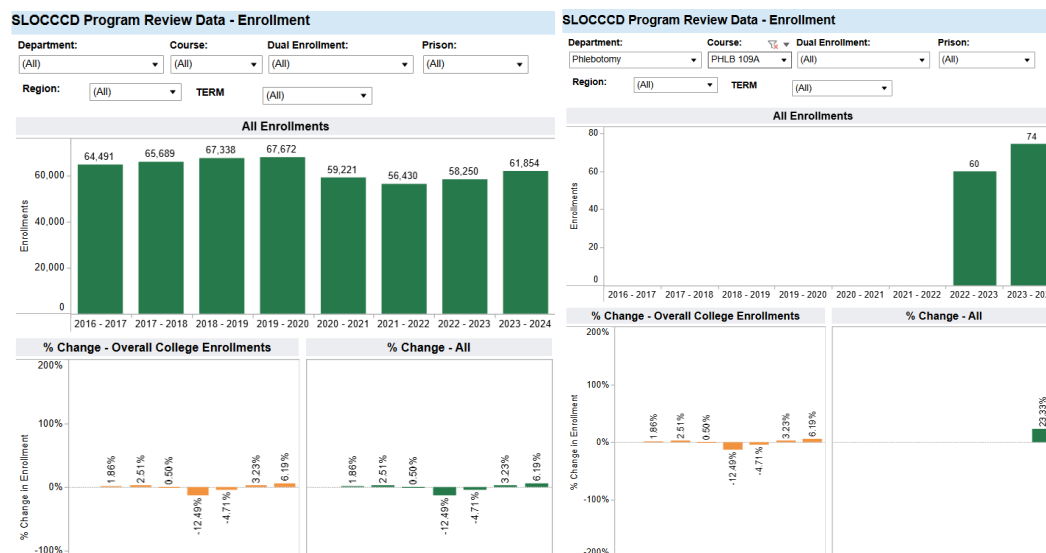 SLOCCCD Program Review Data - Enrollment
Department: Course: Dual Enrollment: Prison:
(All) (All) (All) (All)
Region: (All) TERM (All)
All Enrollments
Enrollments
60,000
40,000
20,000
0
64,491 65,689 67,338 67,672 59,221 56,430 58,250 61,854
2016 - 2017 2017 - 2018 2018 - 2019 2019 - 2020 2020 - 2021 2021 - 2022 2022 - 2023 2023 - 2024
% Change - Overall College Enrollments % Change - All
% Change in Enrollment
200%
100%
0%
-100%
1.86% 2.51% 0.50% -12.49% -4.71% 3.23% 6.19%
1.86% 2.51% 0.50% -12.49% -4.71% 3.23% 6.19%
SLOCCCD Program Review Data - Enrollment
Department: Course: Dual Enrollment: Prison:
Phlebotomy PHLB 109A (All) (All)
Region: (All) TERM (All)
All Enrollments
Enrollments
80
60
40
20
0
60 74
2016 - 2017 2017 - 2018 2018 - 2019 2019 - 2020 2020 - 2021 2021 - 2022 2022 - 2023 2023 - 
% Change - Overall College Enrollments % Change - All
% Change in Enrollment
200%
100%
0%
-100%
-200%
1.86% 2.51% 0.50% -12.49% -4.71% 3.23% 6.19%
23.33%